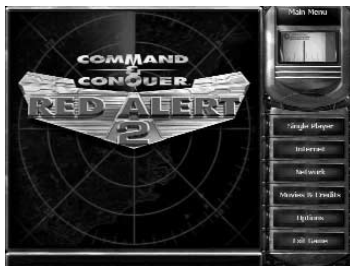 Main Menu
COMMAND
&
CONQUER
RED ALERT
2
Single Player
Internet
Network
Movies & Credits
Options
Exit Game